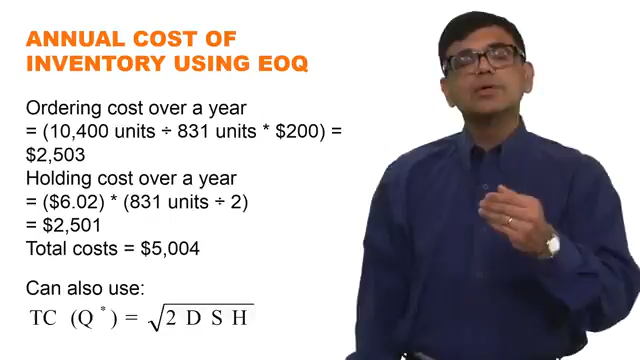 ANNUAL COST OF
INVENTORY USING EOQ
Ordering cost over a year
= (10,400 units ÷ 831 units * $200) =
$2,503
Holding cost over a year
= ($6.02) * (831 units ÷ 2)
= $2,501
Total costs = $5,004
Can also use:
TC (Q*) = √2 D S H